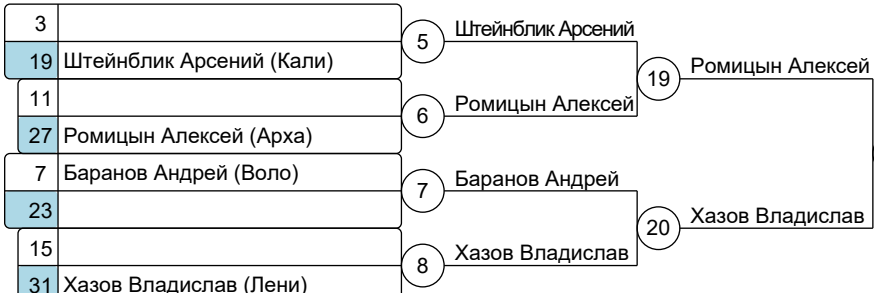 3
19 Штейнблик Арсений (Кали)
11
27 Ромицын Алексей (Арха)
7 Баранов Андрей (Воло)
23
15
31 Хазов Владислав (Лени)
5
6
7
8
Штейнблик Арсений
Ромицын Алексей
Баранов Андрей
Хазов Владислав
19
20
Ромицын Алексей
Хазов Владислав